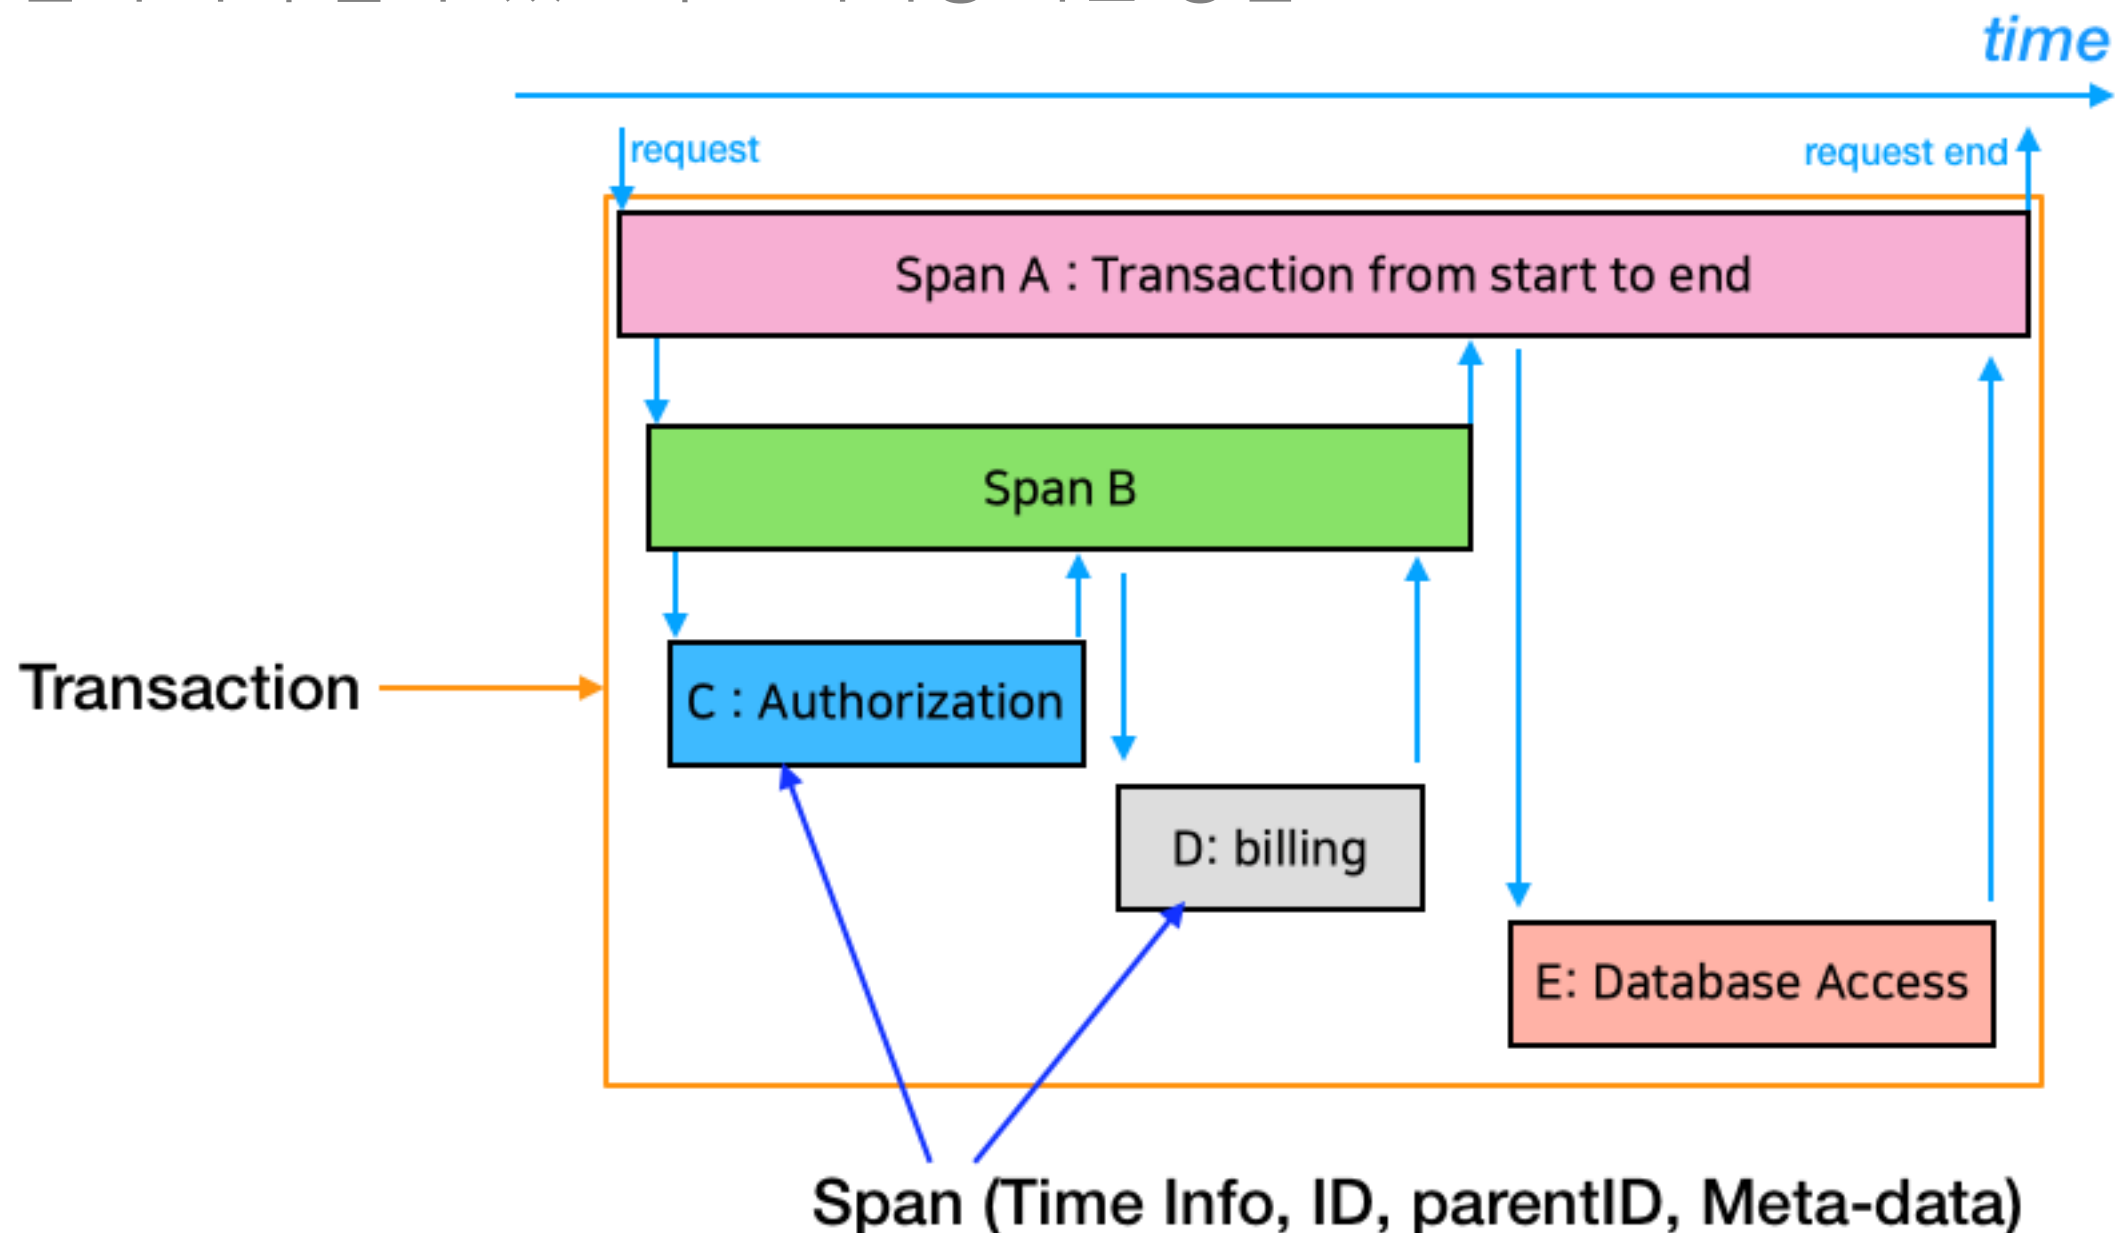 time
request
request end
Span A : Transaction from start to end
Span B
Transaction
C : Authorization
D: billing
E: Database Access
Span (Time Info, ID, parentID, Meta-data)